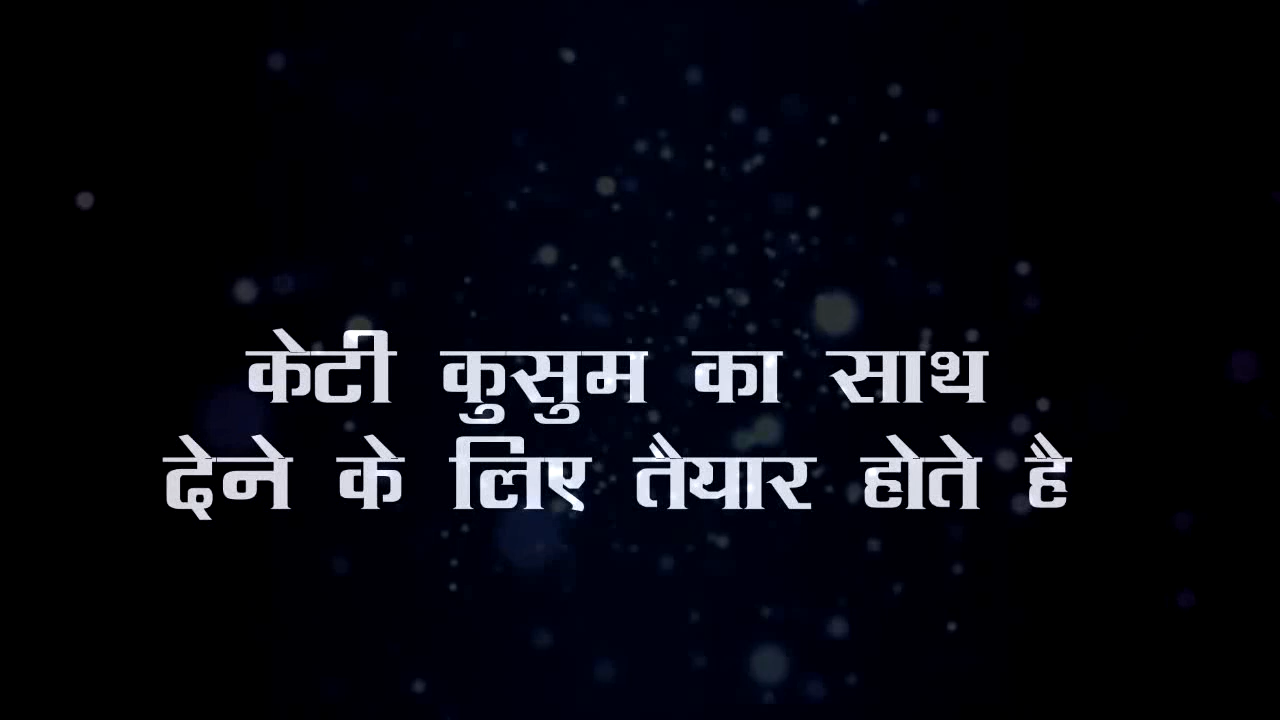 केटी कुसुम का साथ
देने के लिए तैयार होते है